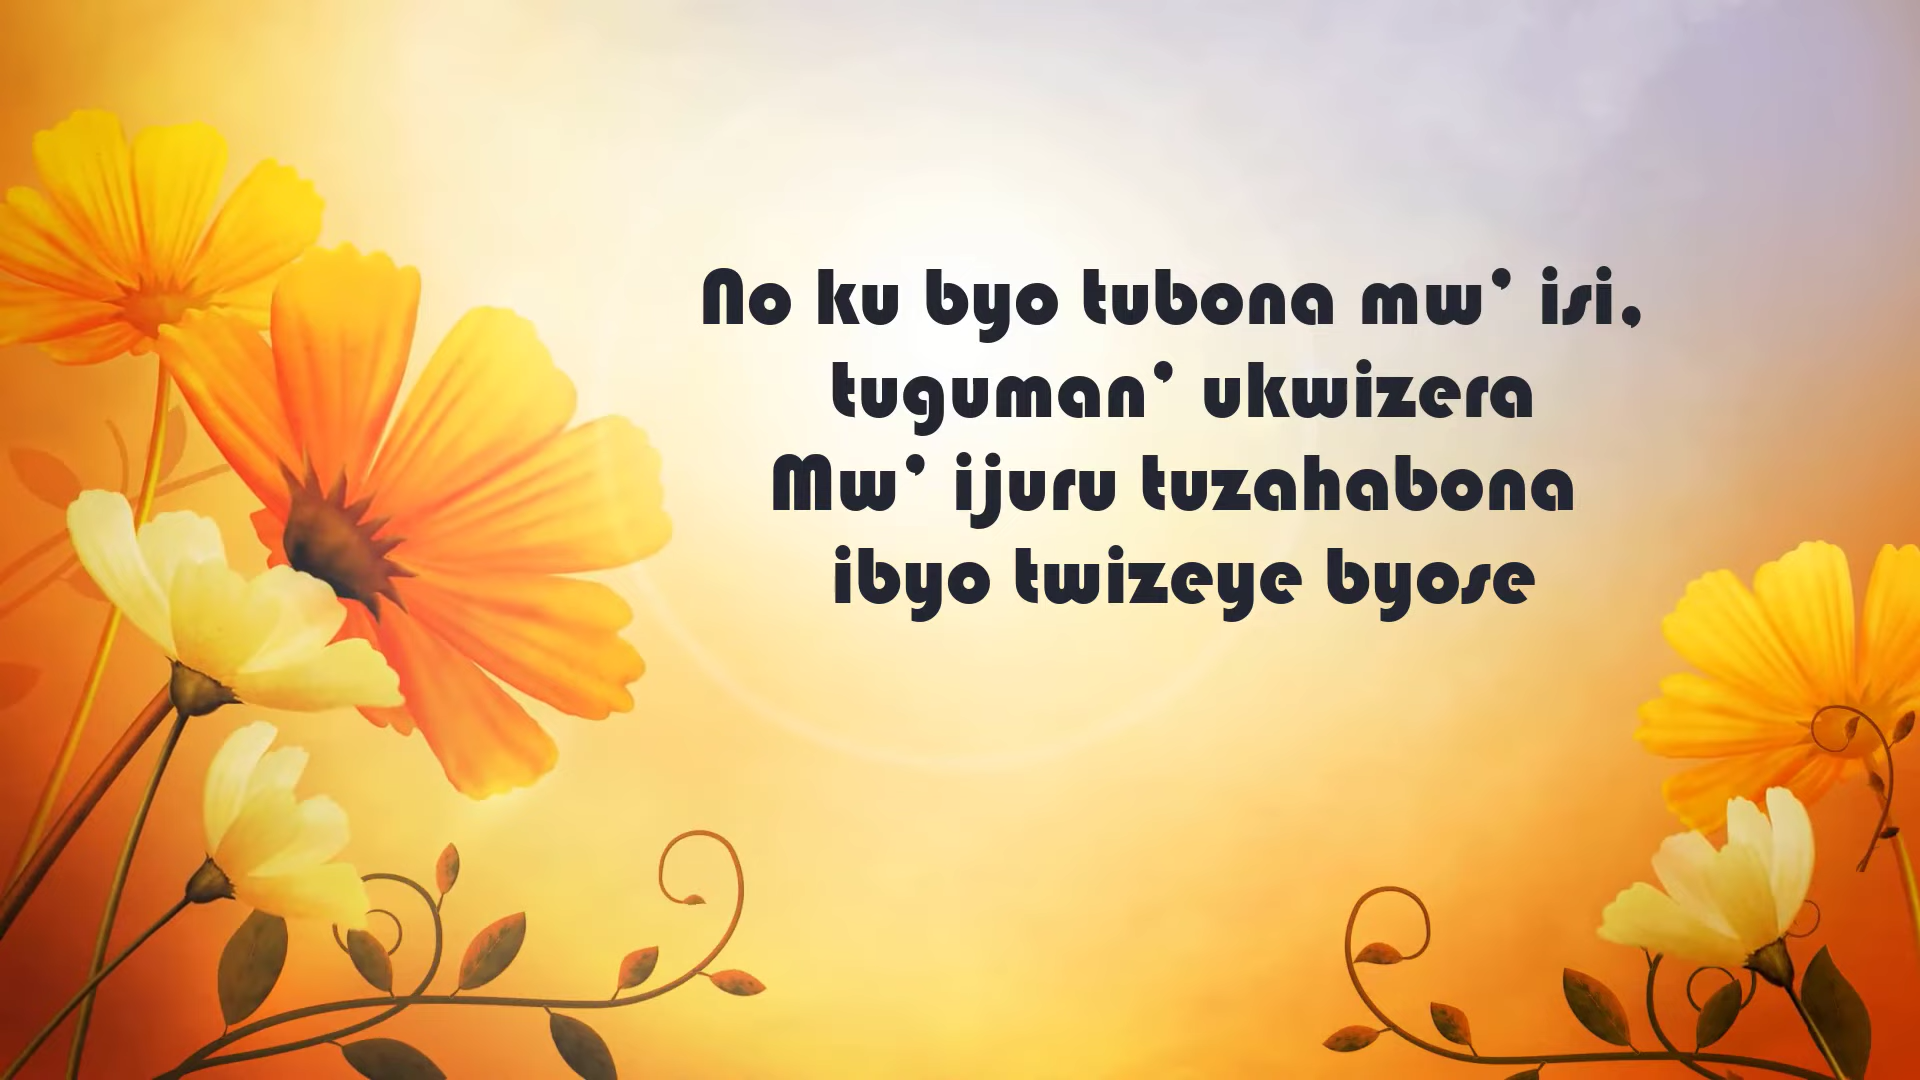 No ku byo tubona mw’ isi,
tuguman’ ukwizera
Mw’ ijuru tuzahabona
ibyo twizeye byose